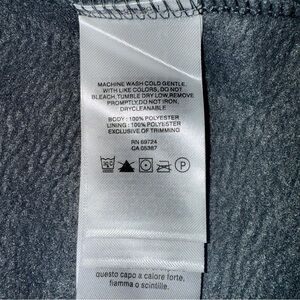 MACHINE WASH COLD GENTLE
WITH LIKE COLORS, DO NOT
BLEACH, TUMBLE DRY LOW, REMOVE
PROMPTLY, DO NOT IRON,
DRYCLEANABLE
BODY : 100% POLYESTER
LINING : 100% POLYESTER
EXCLUSIVE OF TRIMMING
RN 69724
CA 05387
P
questo capo a calore forte,
fiamma o scintille.